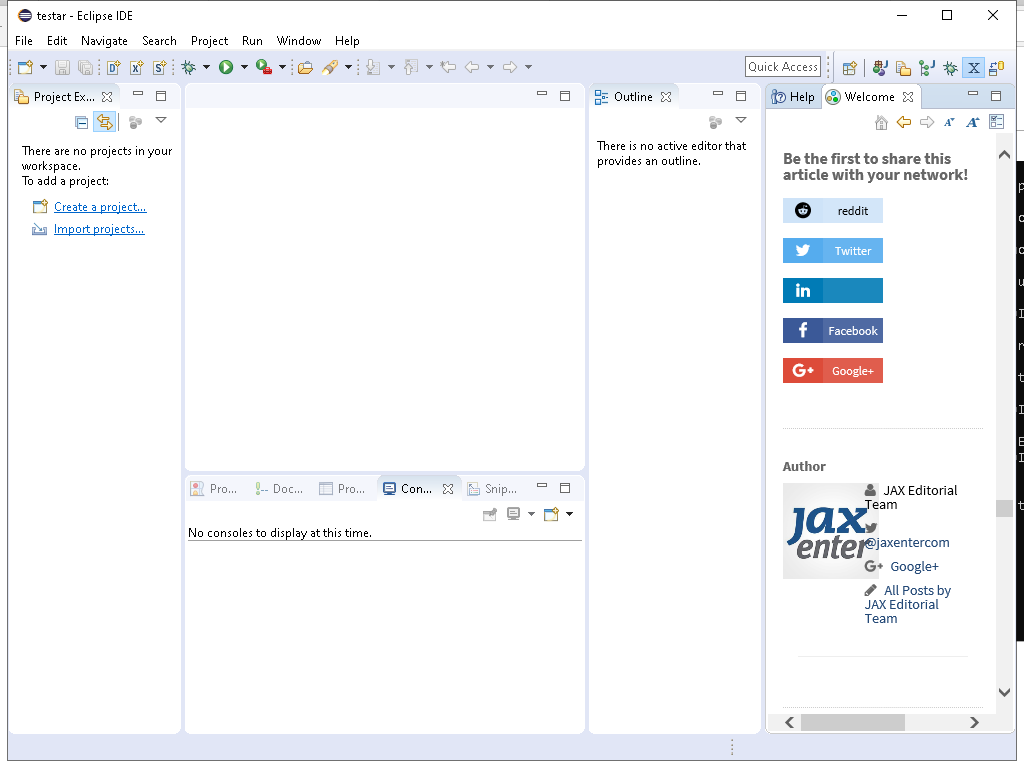 testar - Eclipse IDE
File Edit Navigate Search Project Run Window Help
Quick Access
Project Ex...
Outline
Help
Welcome
There are no projects in your
workspace.
To add a project:
Create a project...
Import projects...
There is no active editor that
provides an outline.
Be the first to share this
article with your network!
reddit
Twitter
in
Facebook
G+ Google+
Author
JAX Editorial
Team
@jaxentercom
G+ Google+
All Posts by
JAX Editorial
Team
jax
enter
Pro...
Doc...
Pro...
Con...
Snip...
No consoles to display at this time.